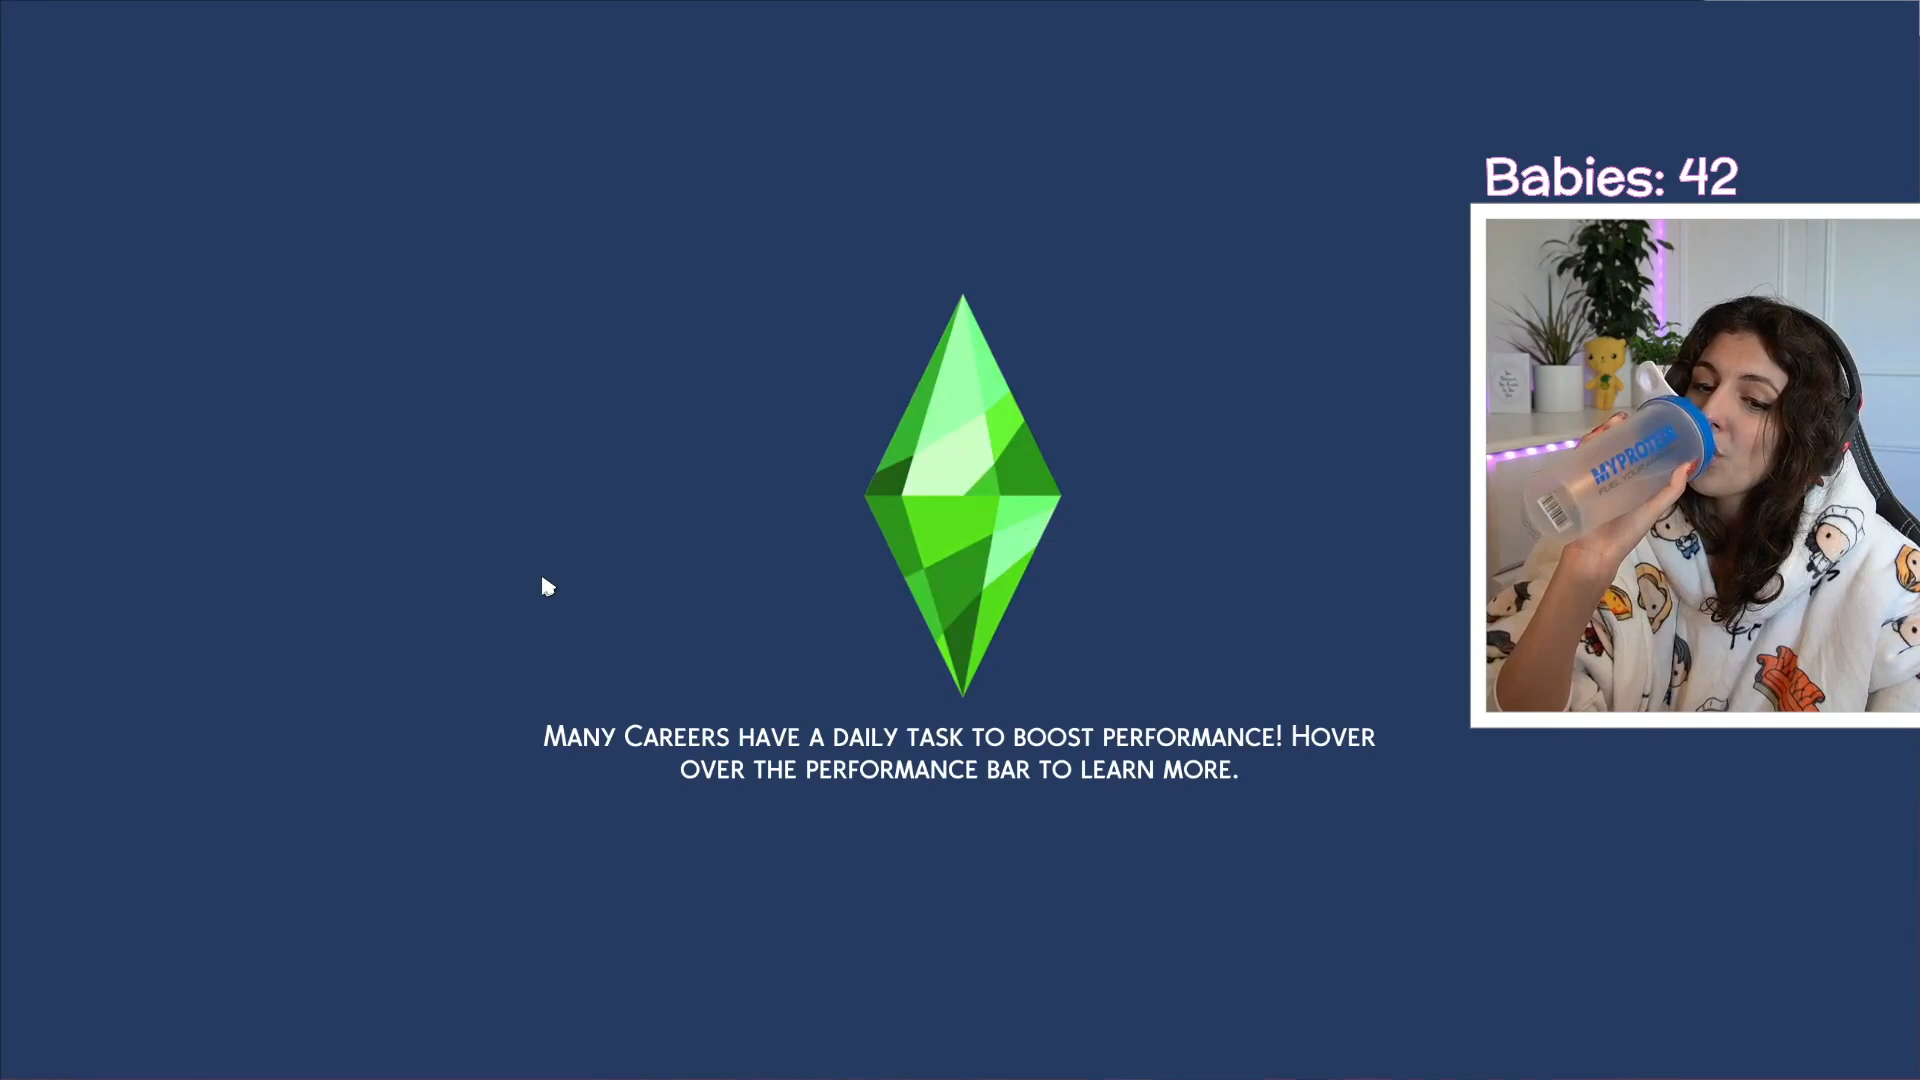 Babies: 42
MYPROTEIN
MANY CAREERS HAVE A DAILY TASK TO BOOST PERFORMANCE! HOVER
OVER THE PERFORMANCE BAR TO LEARN MORE.